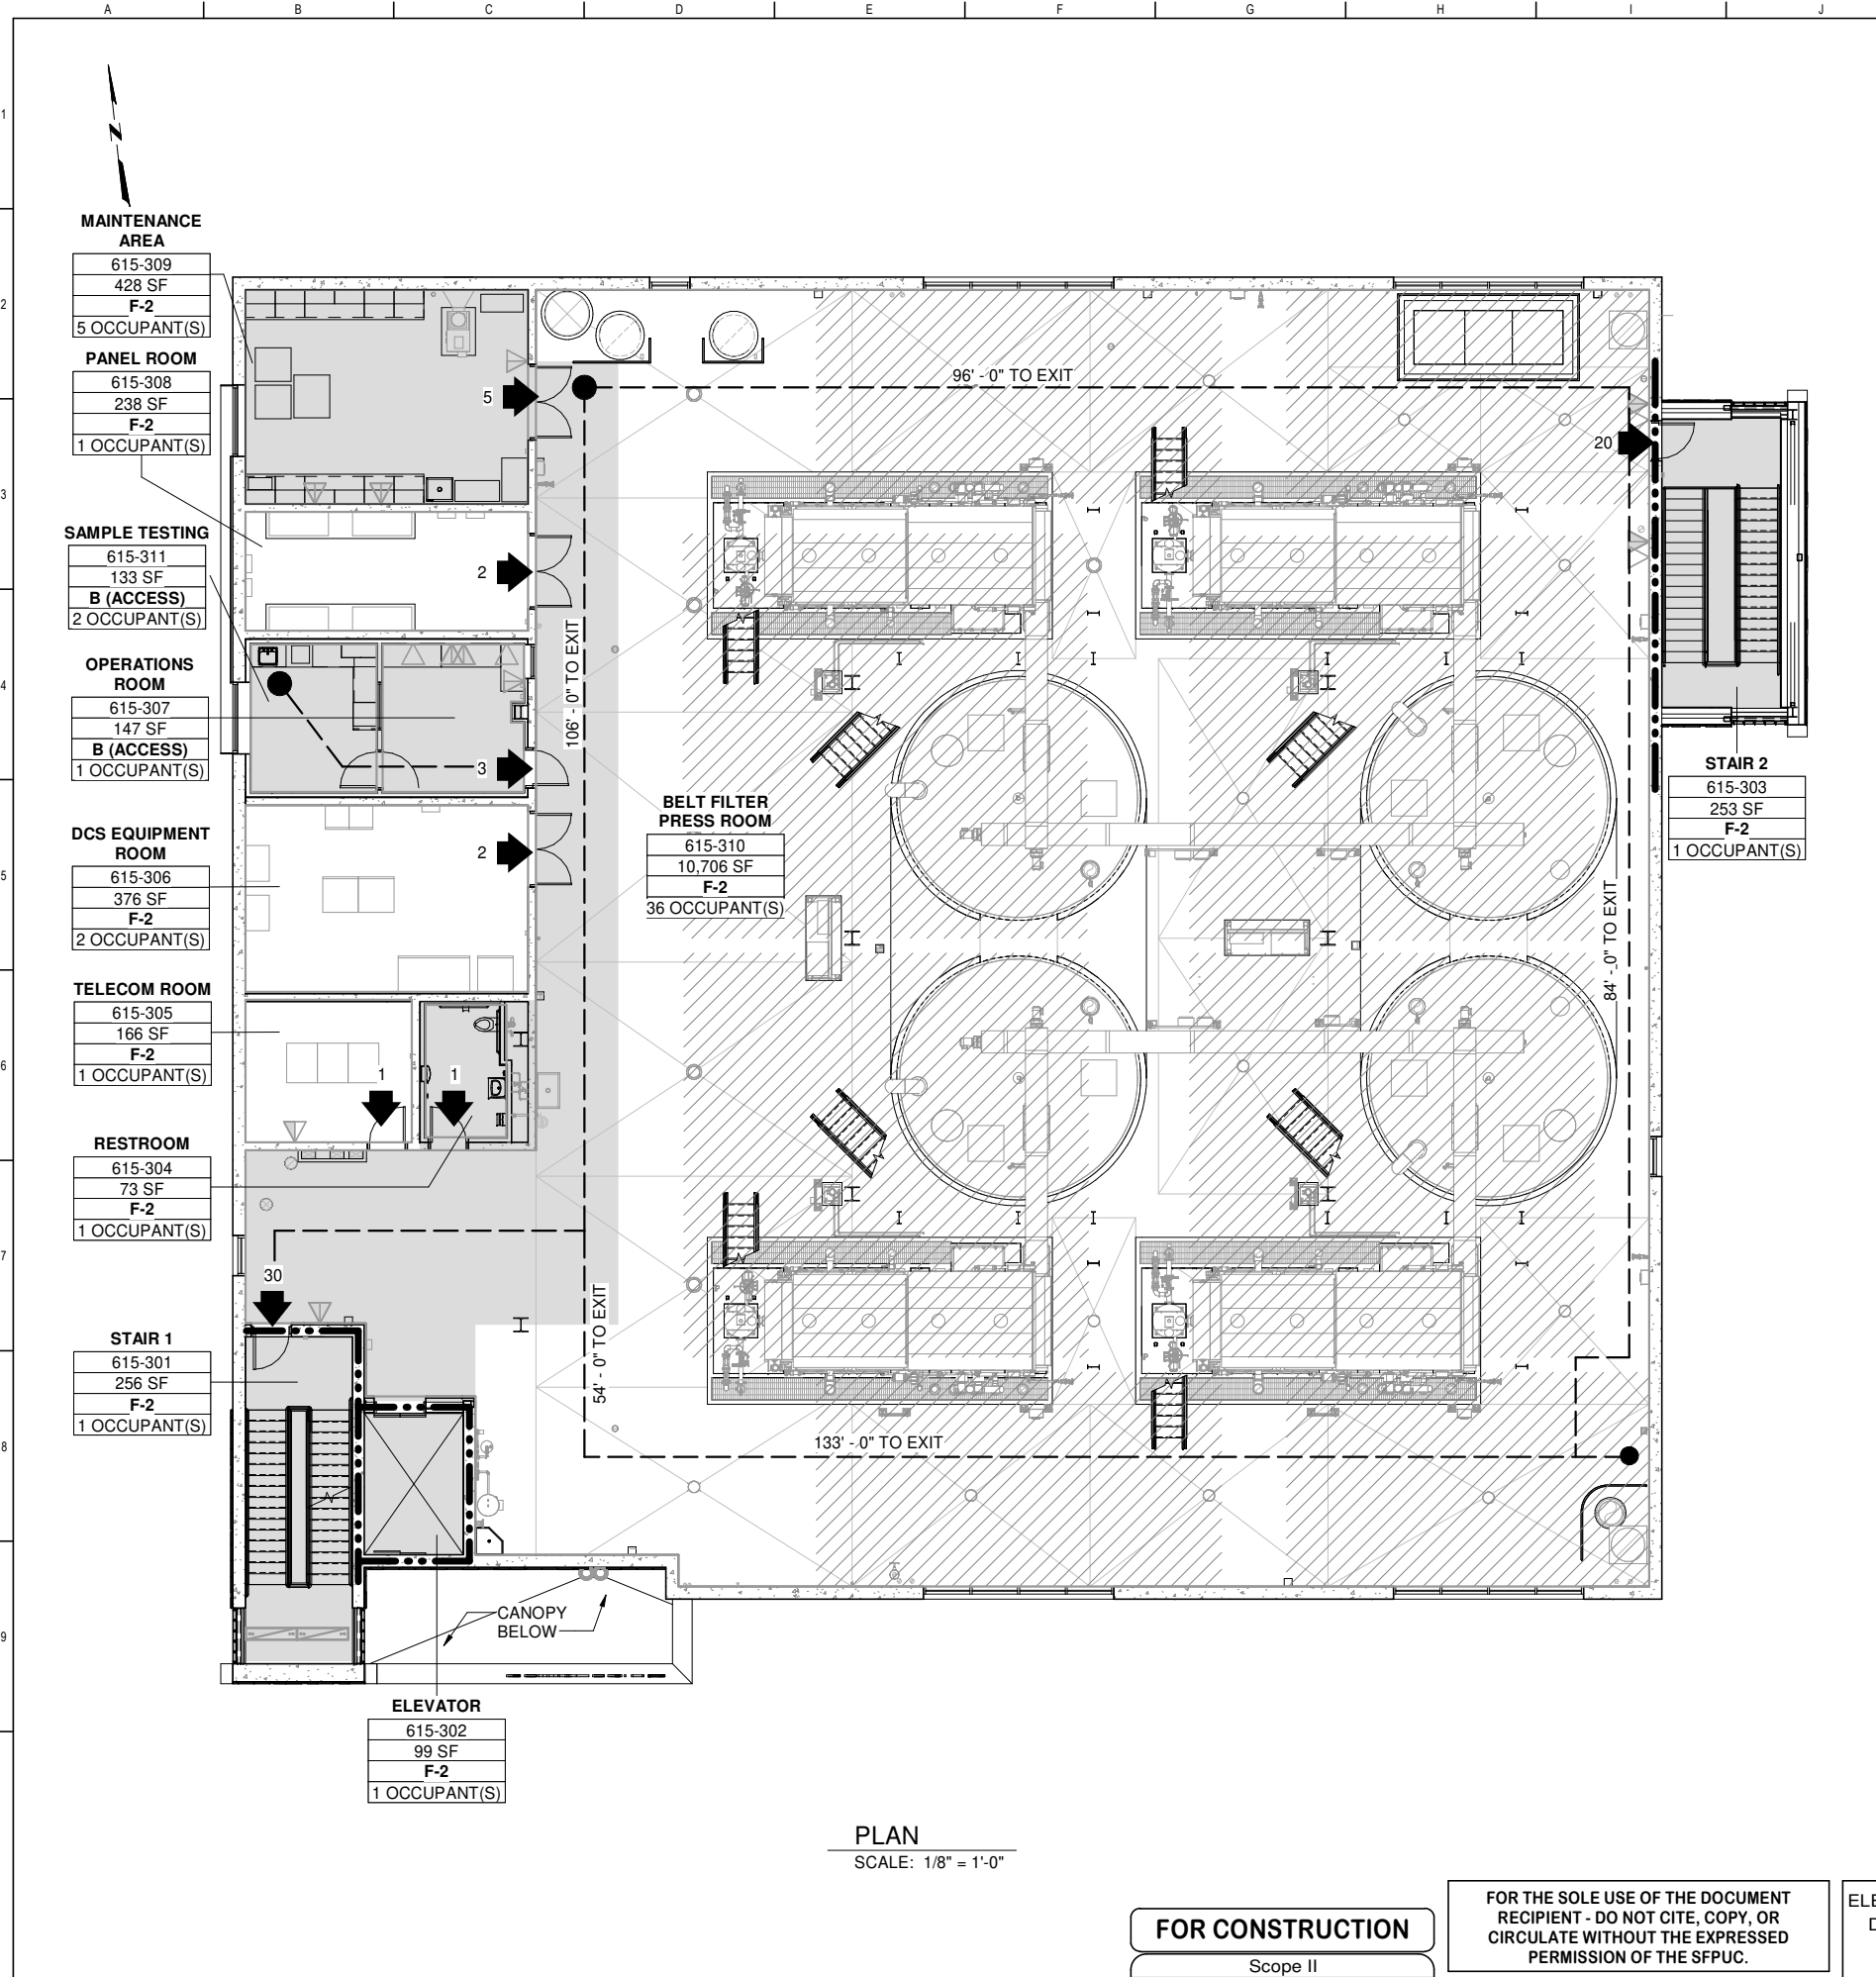 A B C D E F G H I J
1
2
3
4
5
6
7
8
9
N
MAINTENANCE
AREA
615-309
428 SF
F-2
5 OCCUPANT(S)
PANEL ROOM
615-308
238 SF
F-2
1 OCCUPANT(S)
SAMPLE TESTING
615-311
133 SF
B (ACCESS)
2 OCCUPANT(S)
OPERATIONS
ROOM
615-307
147 SF
B (ACCESS)
1 OCCUPANT(S)
DCS EQUIPMENT
ROOM
615-306
376 SF
F-2
2 OCCUPANT(S)
TELECOM ROOM
615-305
166 SF
F-2
1 OCCUPANT(S)
RESTROOM
615-304
73 SF
F-2
1 OCCUPANT(S)
STAIR 1
615-301
256 SF
F-2
1 OCCUPANT(S)
5
2
3
2
1
1
30
20
96' - 0" TO EXIT
106' - 0" TO EXIT
84' - 0" TO EXIT
54' - 0" TO EXIT
133' - 0" TO EXIT
BELT FILTER
PRESS ROOM
615-310
10,706 SF
F-2
36 OCCUPANT(S)
STAIR 2
615-303
253 SF
F-2
1 OCCUPANT(S)
CANOPY
BELOW
ELEVATOR
615-302
99 SF
F-2
1 OCCUPANT(S)
PLAN
SCALE: 1/8" = 1'-0"
FOR CONSTRUCTION
Scope II
FOR THE SOLE USE OF THE DOCUMENT
RECIPIENT - DO NOT CITE, COPY, OR
CIRCULATE WITHOUT THE EXPRESSED
PERMISSION OF THE SFPUC.